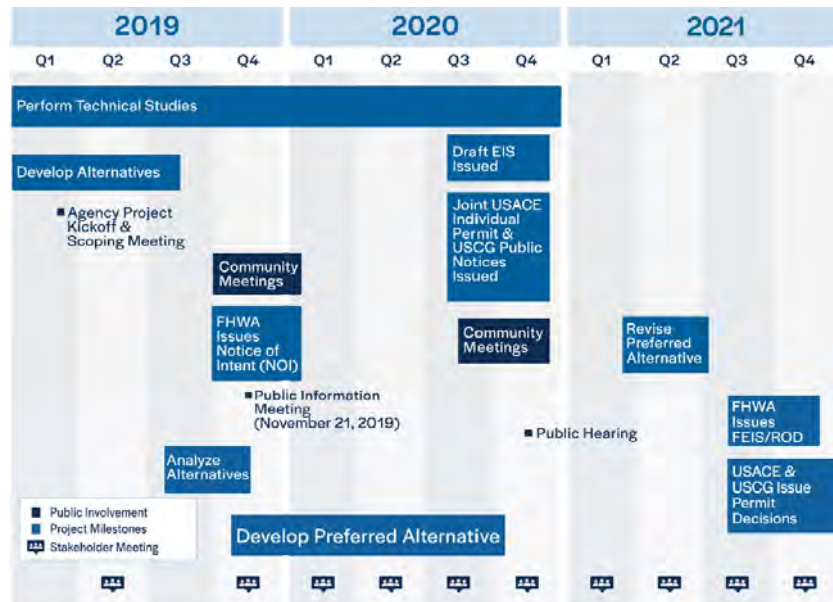 2019
2020
2021
Q1
Q2
Q3
Q4
Q1
Q2
Q3
Q4
Q1
Q2
Q3
Q4
Perform Technical Studies
Draft EIS
Issued
Develop Alternatives
Agency Project
Kickoff &
Scoping Meeting
Joint USACE
Individual
Permit &
USCG Public
Notices
Issued
Community
Meetings
FHWA
Issues
Notice of
Intent (NOI)
Community
Meetings
Revise
Preferred
Alternative
Public Information
Meeting
(November 21, 2019)
Public Hearing
FHWA
Issues
FEIS/ROD
Analyze
Alternatives
USACE &
USCG Issue
Permit
Decisions
Public Involvement
Project Milestones
Stakeholder Meeting
Develop Preferred Alternative